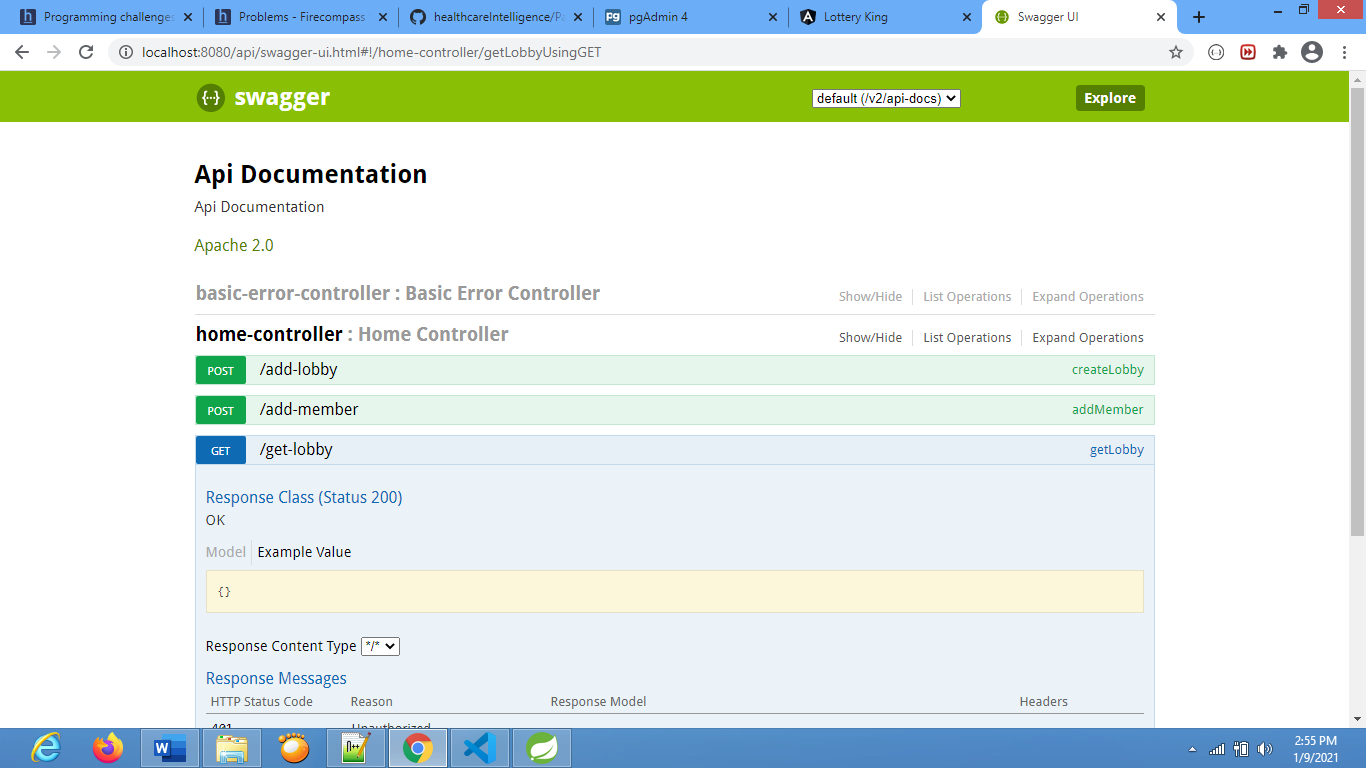 Programming challenges
Problems - Firecompass
healthcareIntelligence/Pa
pgAdmin 4
Lottery King
Swagger UI
localhost:8080/api/swagger-ui.html#!/home-controller/getLobbyUsingGET
{··} swagger
default (/v2/api-docs)
Explore
Api Documentation
Api Documentation
Apache 2.0
basic-error-controller : Basic Error Controller
Show/Hide
List Operations
Expand Operations
home-controller : Home Controller
Show/Hide
List Operations
Expand Operations
POST /add-lobby createLobby
POST /add-member addMember
GET /get-lobby getLobby
Response Class (Status 200)
OK
Model Example Value
{}
Response Content Type */*
Response Messages
HTTP Status Code Reason Response Model Headers
401 Unauthorized
2:55 PM
1/9/2021